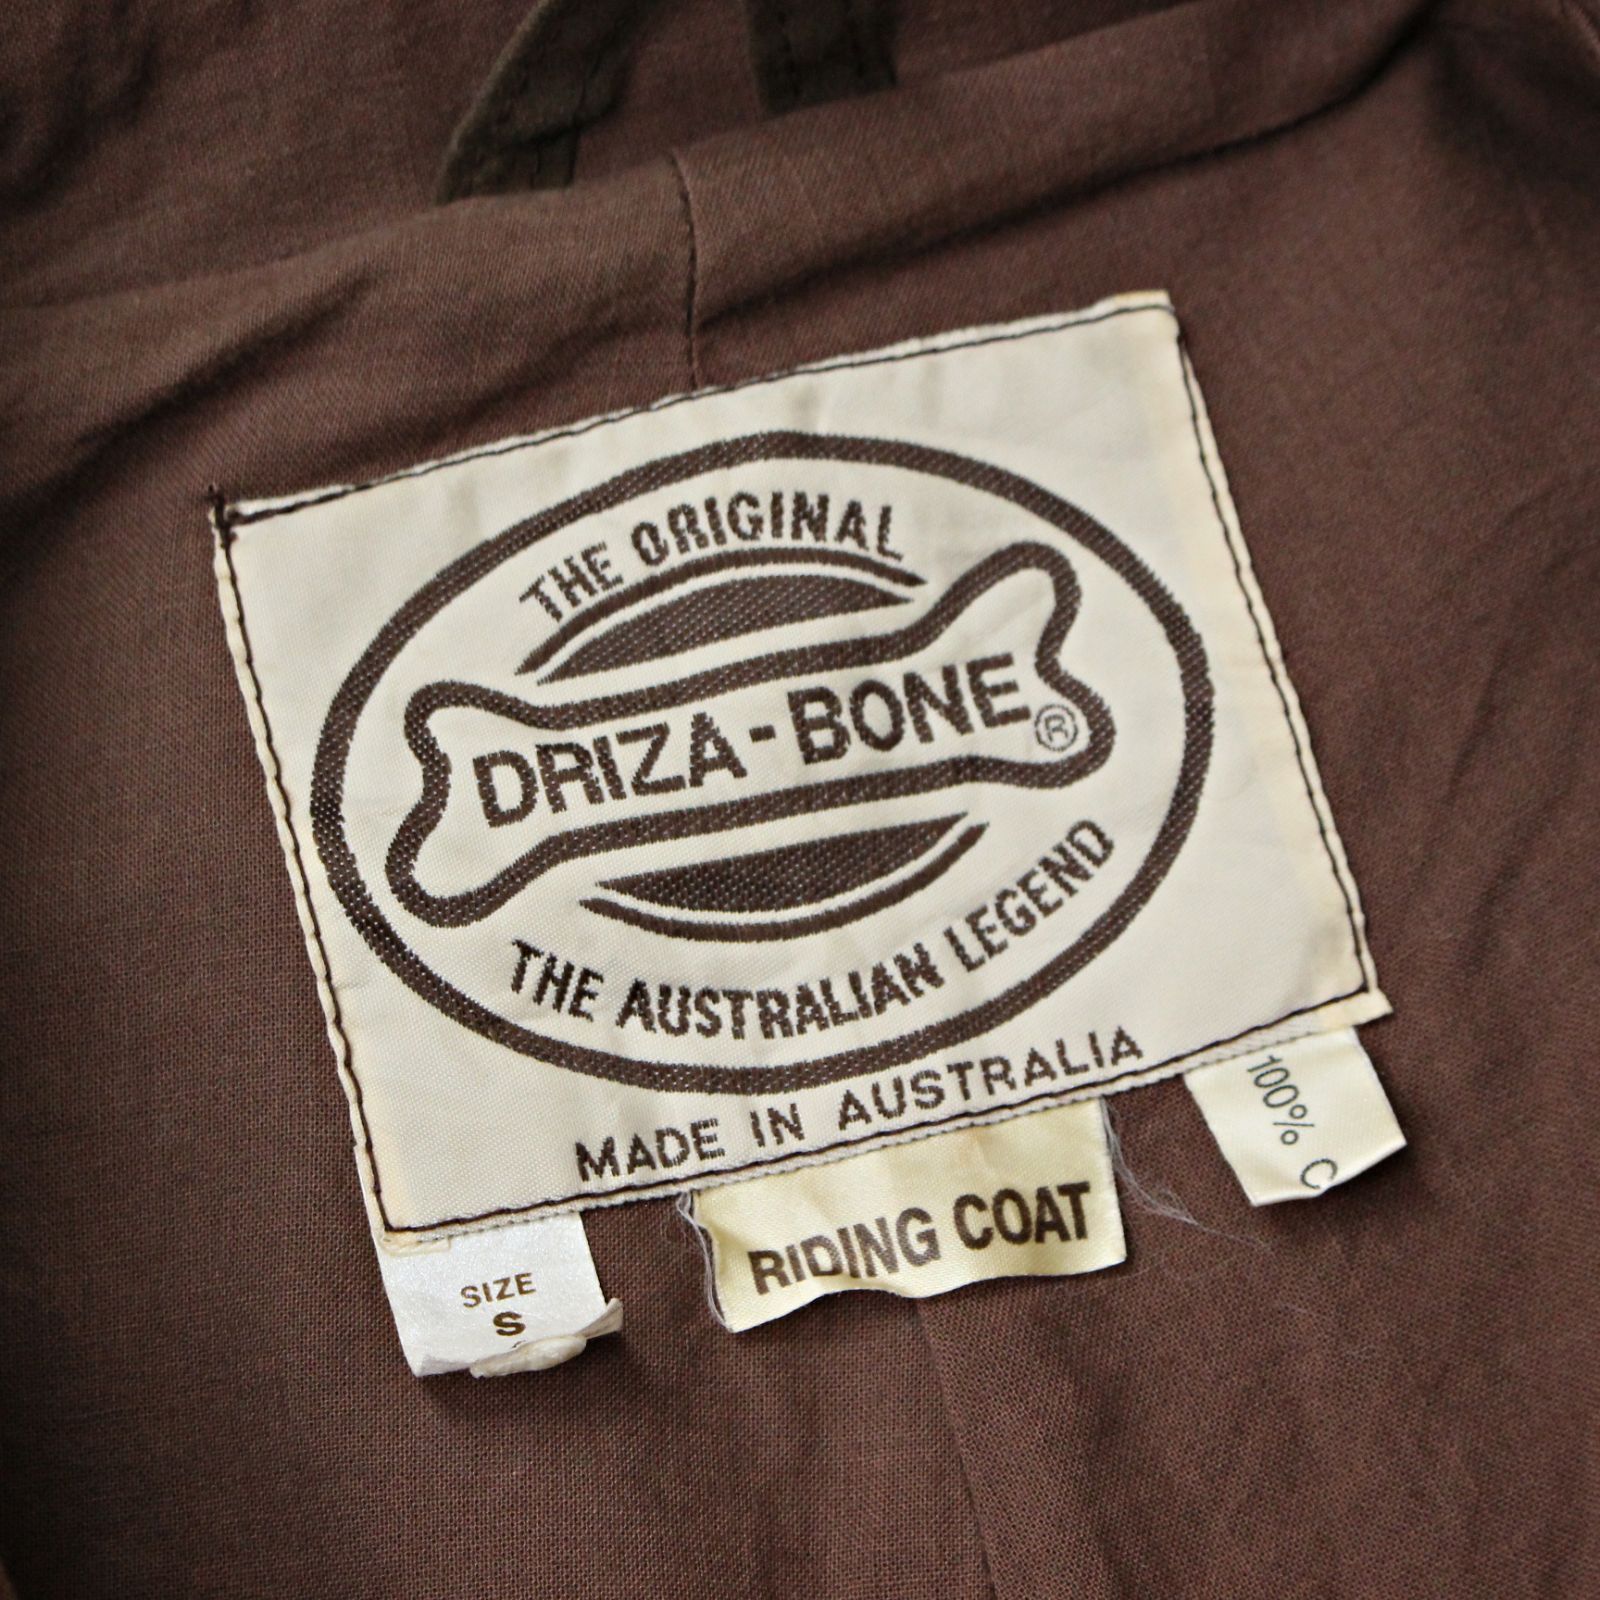 THE ORIGINAL
DRIZA-BONE®
THE AUSTRALIAN LEGEND
MADE IN AUSTRALIA
SIZE
S
RIDING COAT
100% C